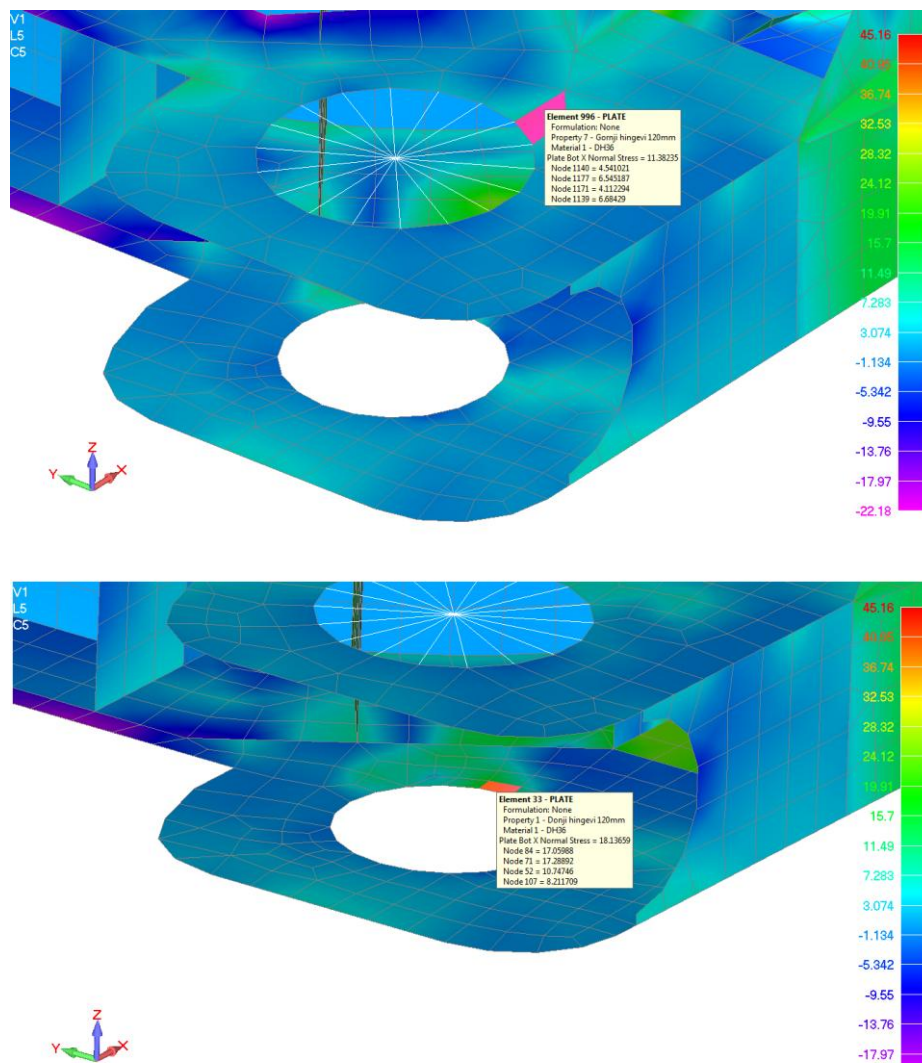 V1
L5
C5
Element 996 - PLATE
Formulation: None
Property 7 - Gornji hingevi 120mm
Material 1 - DH36
Plate Bot X Normal Stress = 11.38235
Node 1140 = 4.541021
Node 1177 = 6.545187
Node 1171 = 4.112294
Node 1139 = 6.68429
45.16
40.95
36.74
32.53
28.32
24.12
19.91
15.7
11.49
7.283
3.074
-1.134
-5.342
-9.55
-13.76
-17.97
-22.18
Z
Y X
V1
L5
C5
Element 33 - PLATE
Formulation: None
Property 1 - Donji hingevi 120mm
Material 1 - DH36
Plate Bot X Normal Stress = 18.13659
Node 84 = 17.05988
Node 71 = 17.28892
Node 52 = 10.74746
Node 107 = 8.211709
45.16
40.95
36.74
32.53
28.32
24.12
19.91
15.7
11.49
7.283
3.074
-1.134
-5.342
-9.55
-13.76
-17.97
Z
Y X